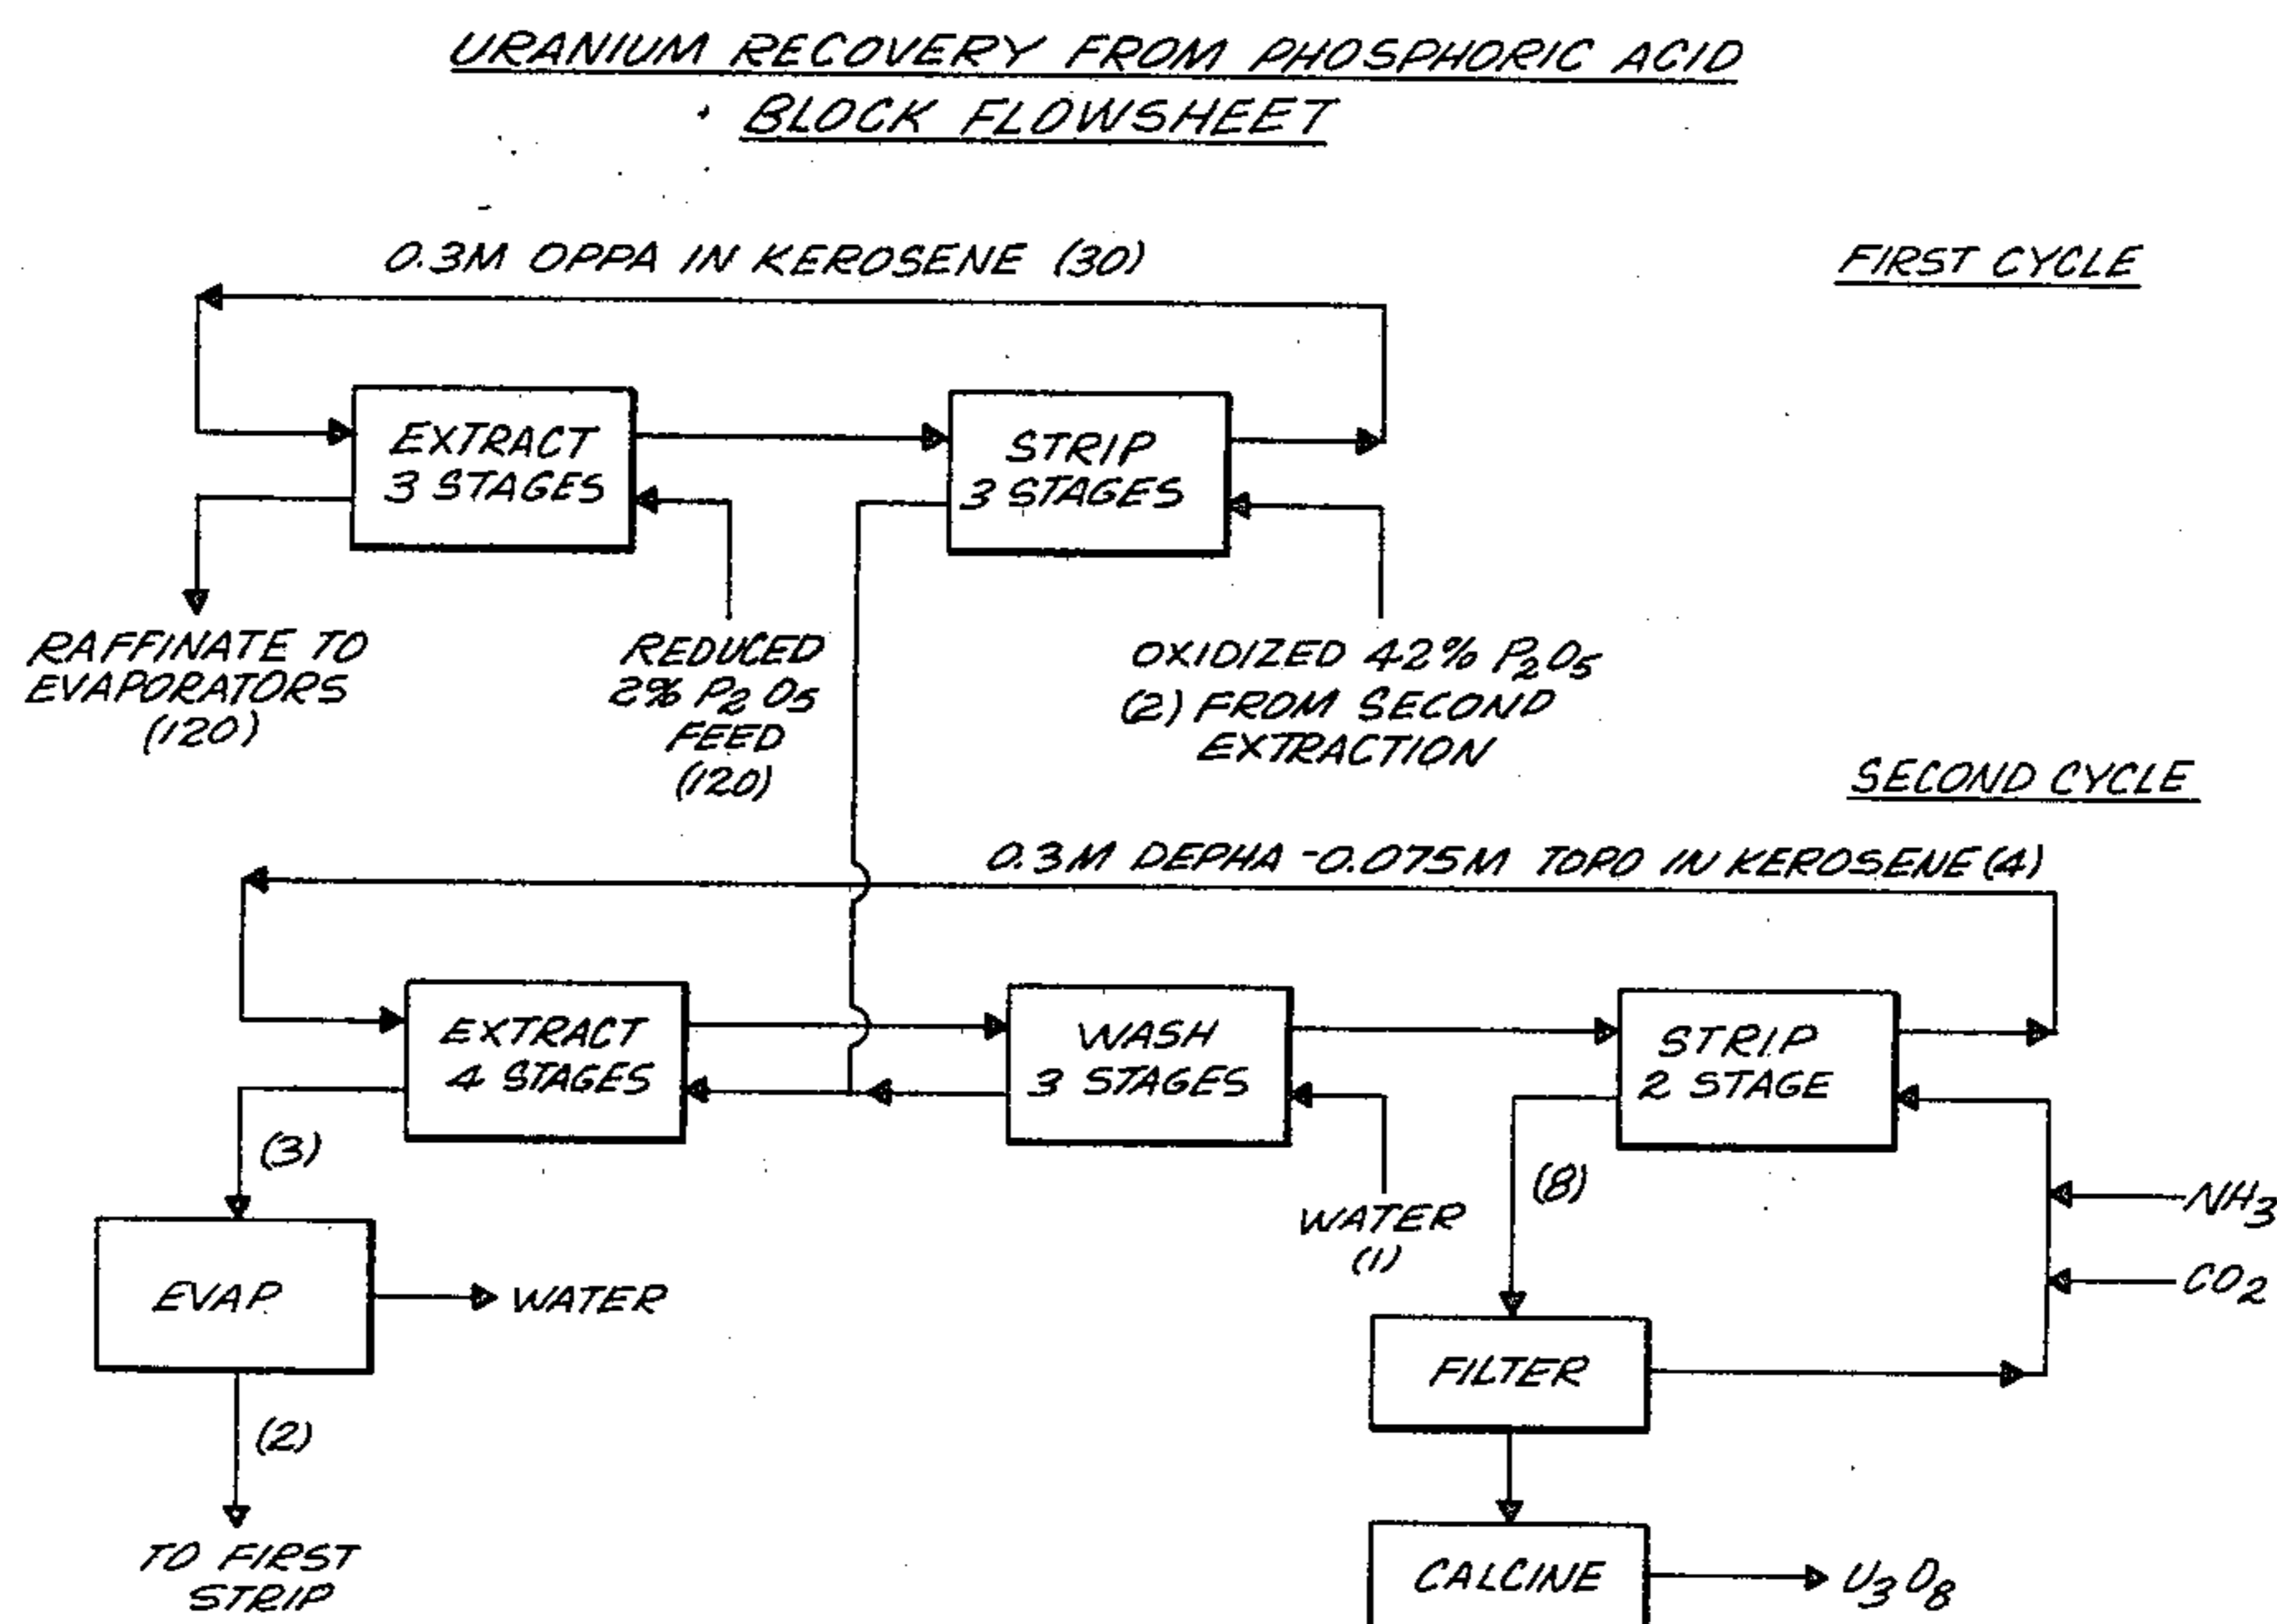 URANIUM RECOVERY FROM PHOSPHORIC ACID
BLOCK FLOWSHEET
0.3M OPPA IN KEROSENE (30)
FIRST CYCLE
EXTRACT
3 STAGES
STRIP
3 STAGES
RAFFINATE TO
EVAPORATORS
(120)
REDUCED
2% P2O5
FEED
(120)
OXIDIZED 42% P2O5
(2) FROM SECOND
EXTRACTION
SECOND CYCLE
0.3M DEPHA -0.075M TOPO IN KEROSENE (4)
EXTRACT
4 STAGES
WASH
3 STAGES
STRIP
2 STAGE
(3)
(8)
WATER
(1)
NH3
CO2
EVAP
WATER
FILTER
(2)
TO FIRST
STRIP
CALCINE
U3O8